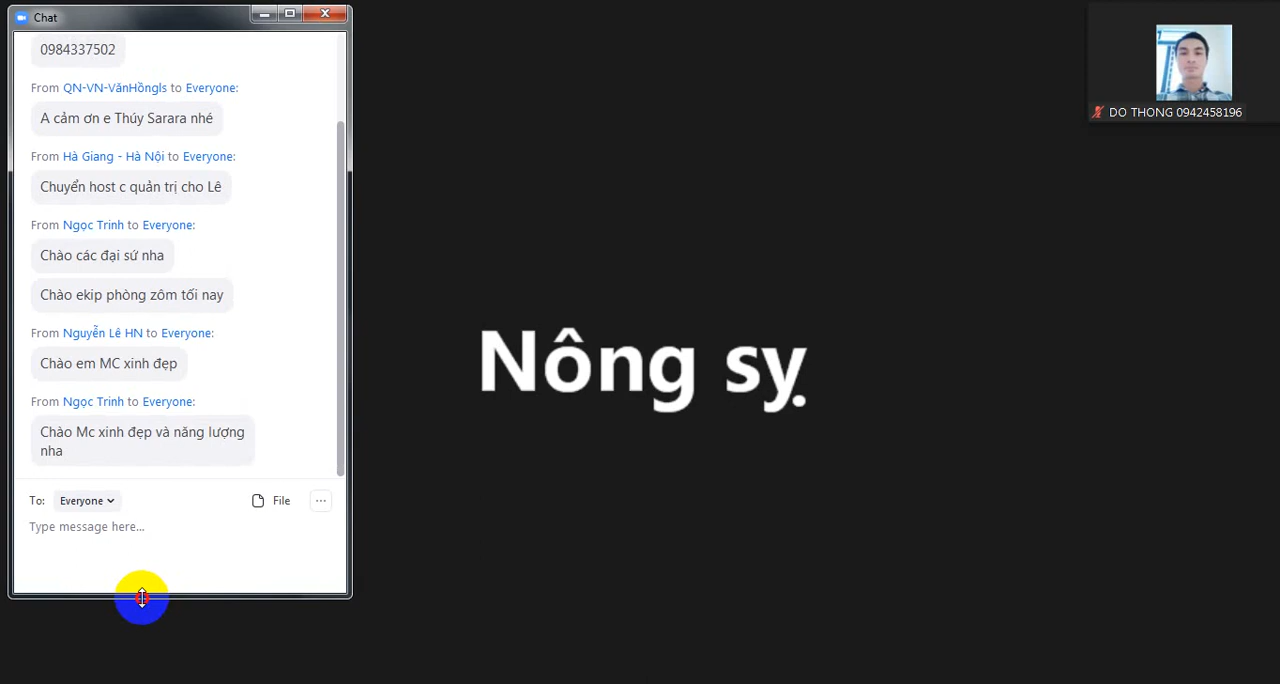 Chat
0984337502
From QN-VN-VănHồngls to Everyone:
A cảm ơn e Thúy Sarara nhé
From Hà Giang - Hà Nội to Everyone:
Chuyển host c quản trị cho Lê
From Ngọc Trinh to Everyone:
Chào các đại sứ nha
Chào ekip phòng zôm tối nay
From Nguyễn Lê HN to Everyone:
Chào em MC xinh đẹp
From Ngọc Trinh to Everyone:
Chào Mc xinh đẹp và năng lượng
nha
To: Everyone
File
...
Type message here...
Nông sỵ
DO THONG 0942458196